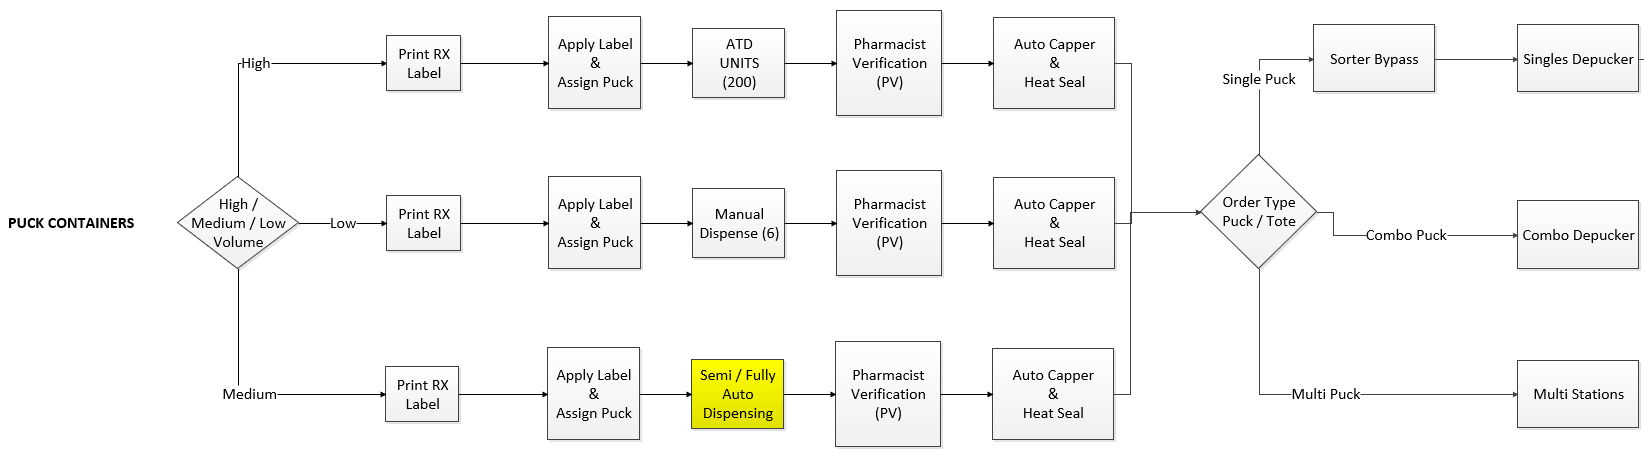 PUCK CONTAINERS
High /
Medium / Low
Volume
High
Print RX
Label
Apply Label
&
Assign Puck
ATD
UNITS
(200)
Pharmacist
Verification
(PV)
Auto Capper
&
Heat Seal
Low
Print RX
Label
Apply Label
&
Assign Puck
Manual
Dispense (6)
Pharmacist
Verification
(PV)
Auto Capper
&
Heat Seal
Medium
Print RX
Label
Apply Label
&
Assign Puck
Semi / Fully
Auto
Dispensing
Pharmacist
Verification
(PV)
Auto Capper
&
Heat Seal
Order Type
Puck / Tote
Single Puck
Sorter Bypass
Singles Depucker
Combo Puck
Combo Depucker
Multi Puck
Multi Stations